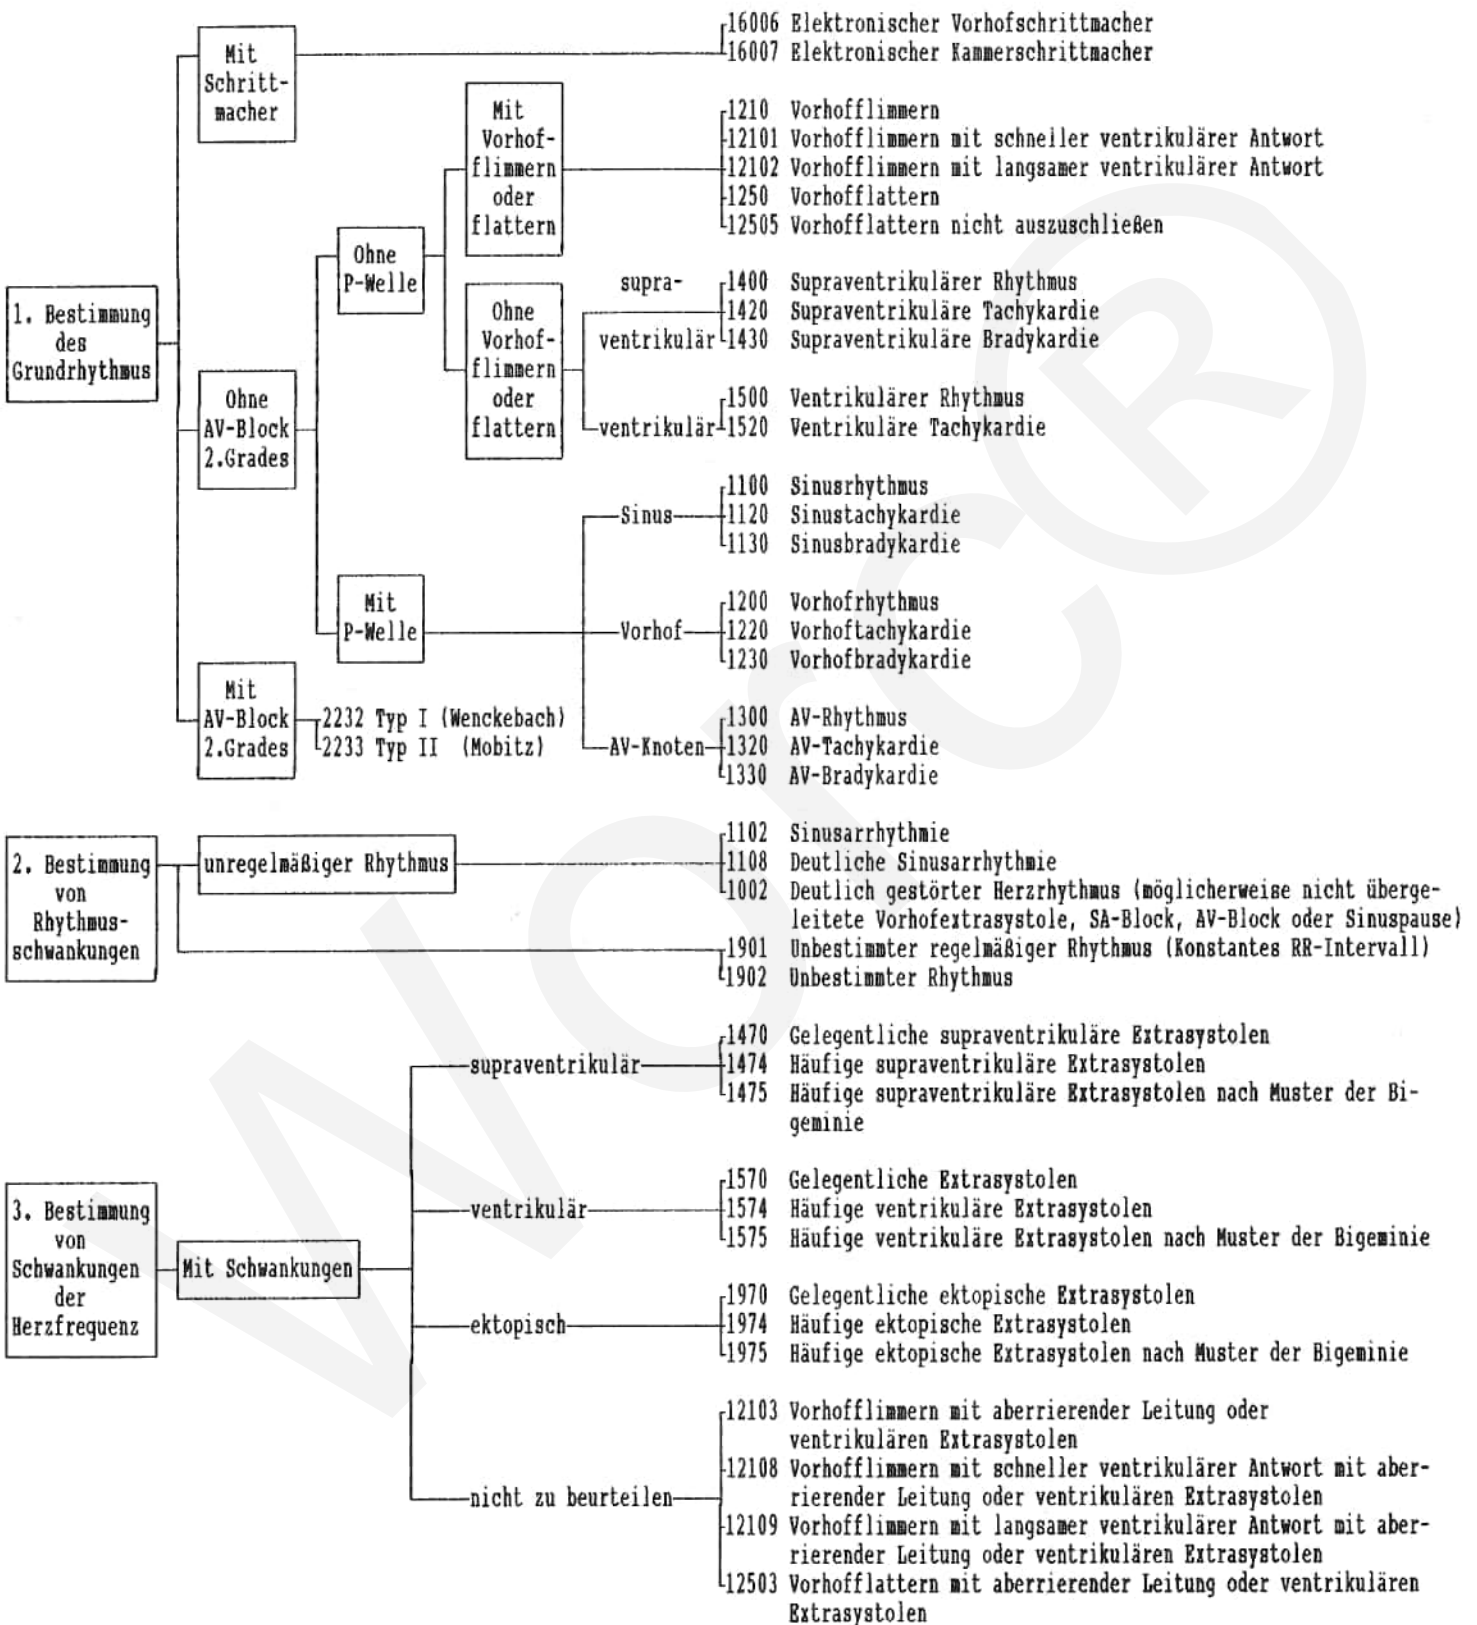 1. Bestimmung
des
Grundrhythmus
Mit
Schritt-
macher
16006 Elektronischer Vorhofschrittmacher
16007 Elektronischer Kammerschrittmacher
Ohne
AV-Block
2.Grades
Ohne
P-Welle
Mit
Vorhof-
flimmern
oder
flattern
1210 Vorhofflimmern
12101 Vorhofflimmern mit schneller ventrikulärer Antwort
12102 Vorhofflimmern mit langsamer ventrikulärer Antwort
1250 Vorhofflattern
12505 Vorhofflattern nicht auszuschließen
Ohne
Vorhof-
flimmern
oder
flattern
supra-
ventrikulär
1400 Supraventrikulärer Rhythmus
1420 Supraventrikuläre Tachykardie
1430 Supraventrikuläre Bradykardie
ventrikulär
1500 Ventrikulärer Rhythmus
1520 Ventrikuläre Tachykardie
Mit
P-Welle
Sinus
1100 Sinusrhythmus
1120 Sinustachykardie
1130 Sinusbradykardie
Vorhof
1200 Vorhofrhythmus
1220 Vorhoftachykardie
1230 Vorhofbradykardie
AV-Knoten
1300 AV-Rhythmus
1320 AV-Tachykardie
1330 AV-Bradykardie
Mit
AV-Block
2.Grades
2232 Typ I (Wenckebach)
2233 Typ II (Mobitz)
2. Bestimmung
von
Rhythmus-
schwankungen
unregelmäßiger Rhythmus
1102 Sinusarrhythmie
1108 Deutliche Sinusarrhythmie
1002 Deutlich gestörter Herzrhythmus (möglicherweise nicht überge-
leitete Vorhofextrasystole, SA-Block, AV-Block oder Sinuspause)
1901 Unbestimmter regelmäßiger Rhythmus (Konstantes RR-Intervall)
1902 Unbestimmter Rhythmus
3. Bestimmung
von
Schwankungen
der
Herzfrequenz
Mit Schwankungen
supraventrikulär
1470 Gelegentliche supraventrikuläre Extrasystolen
1474 Häufige supraventrikuläre Extrasystolen
1475 Häufige supraventrikuläre Extrasystolen nach Muster der Bi-
geminie
ventrikulär
1570 Gelegentliche Extrasystolen
1574 Häufige ventrikuläre Extrasystolen
1575 Häufige ventrikuläre Extrasystolen nach Muster der Bigeminie
ektopisch
1970 Gelegentliche ektopische Extrasystolen
1974 Häufige ektopische Extrasystolen
1975 Häufige ektopische Extrasystolen nach Muster der Bigeminie
nicht zu beurteilen
12103 Vorhofflimmern mit aberrierender Leitung oder
ventrikulären Extrasystolen
12108 Vorhofflimmern mit schneller ventrikulärer Antwort mit aber-
rierender Leitung oder ventrikulären Extrasystolen
12109 Vorhofflimmern mit langsamer ventrikulärer Antwort mit aber-
rierender Leitung oder ventrikulären Extrasystolen
12503 Vorhofflattern mit aberrierender Leitung oder ventrikulären
Extrasystolen
Worc®